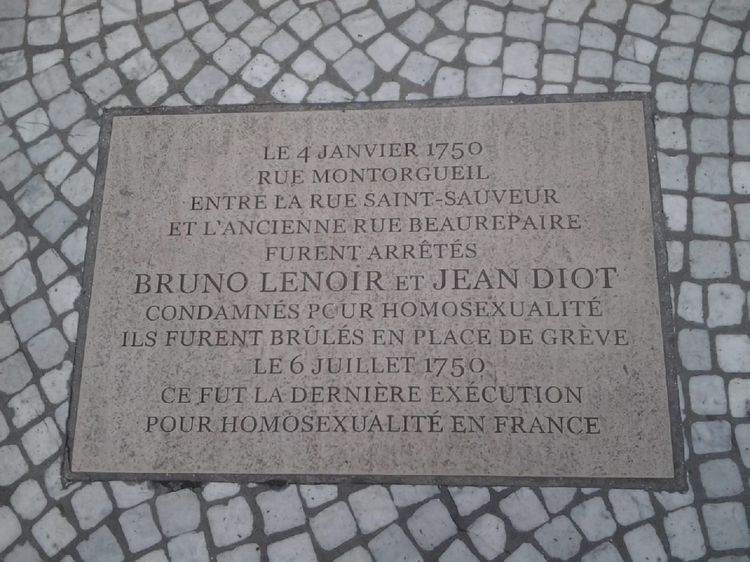 LE 4 JANVIER 1750
RUE MONTORGUEIL
ENTRE LA RUE SAINT-SAUVEUR
ET L'ANCIENNE RUE BEAUREPAIRE
FURENT ARRÊTÉS
BRUNO LENOIR ET JEAN DIOT
CONDAMNÉS POUR HOMOSEXUALITÉ
ILS FURENT BRÛLÉS EN PLACE DE GRÈVE
LE 6 JUILLET 1750
CE FUT LA DERNIÈRE EXÉCUTION
POUR HOMOSEXUALITÉ EN FRANCE